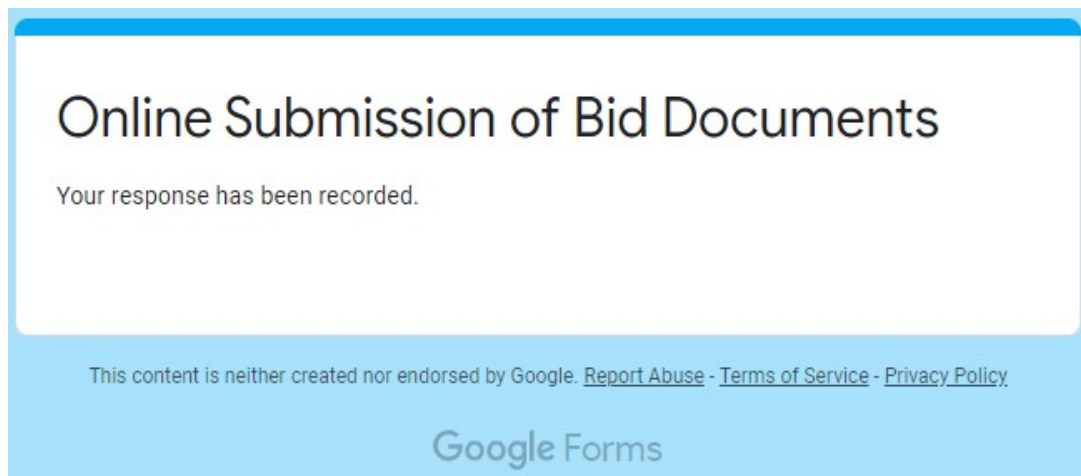 Online Submission of Bid Documents
Your response has been recorded.
This content is neither created nor endorsed by Google. Report Abuse - Terms of Service - Privacy Policy
Google Forms